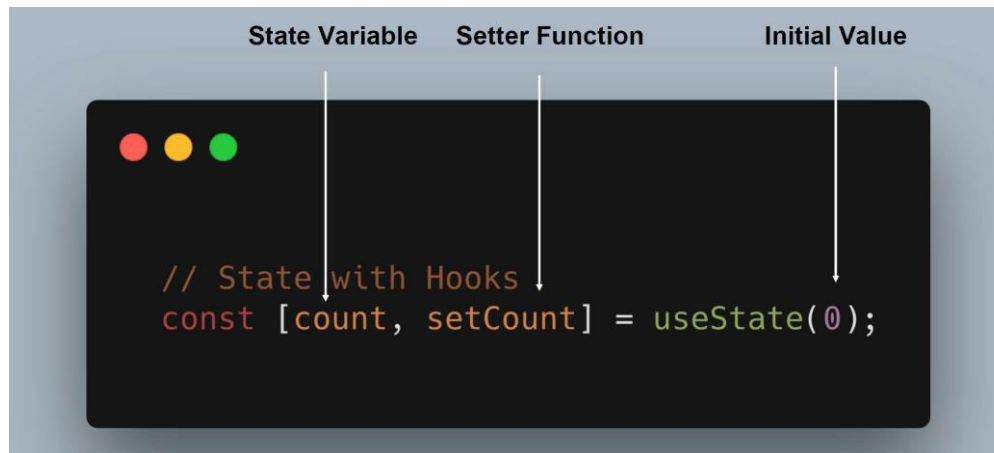 State Variable Setter Function Initial Value
// State with Hooks
const [count, setCount] = useState(0);